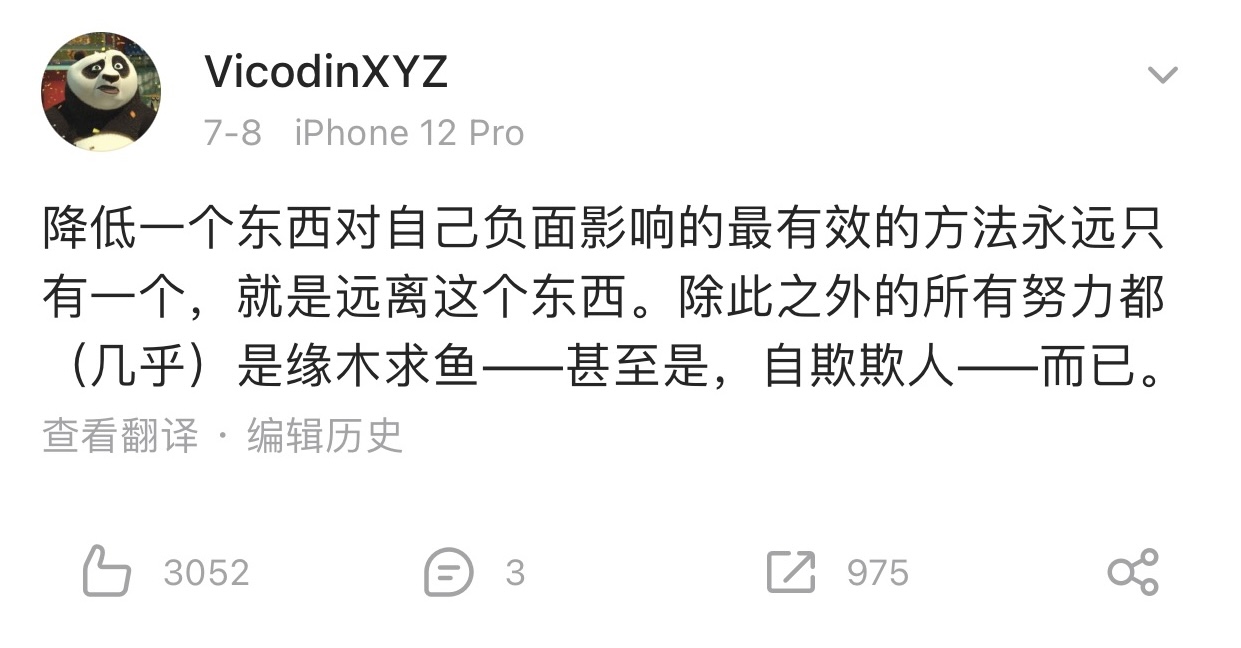 VicodinXYZ
7-8 iPhone 12 Pro
降低一个东西对自己负面影响的最有效的方法永远只
有一个，就是远离这个东西。除此之外的所有努力都
（几乎）是缘木求鱼——甚至是，自欺欺人——而已。
查看翻译 · 编辑历史
3052 3 975